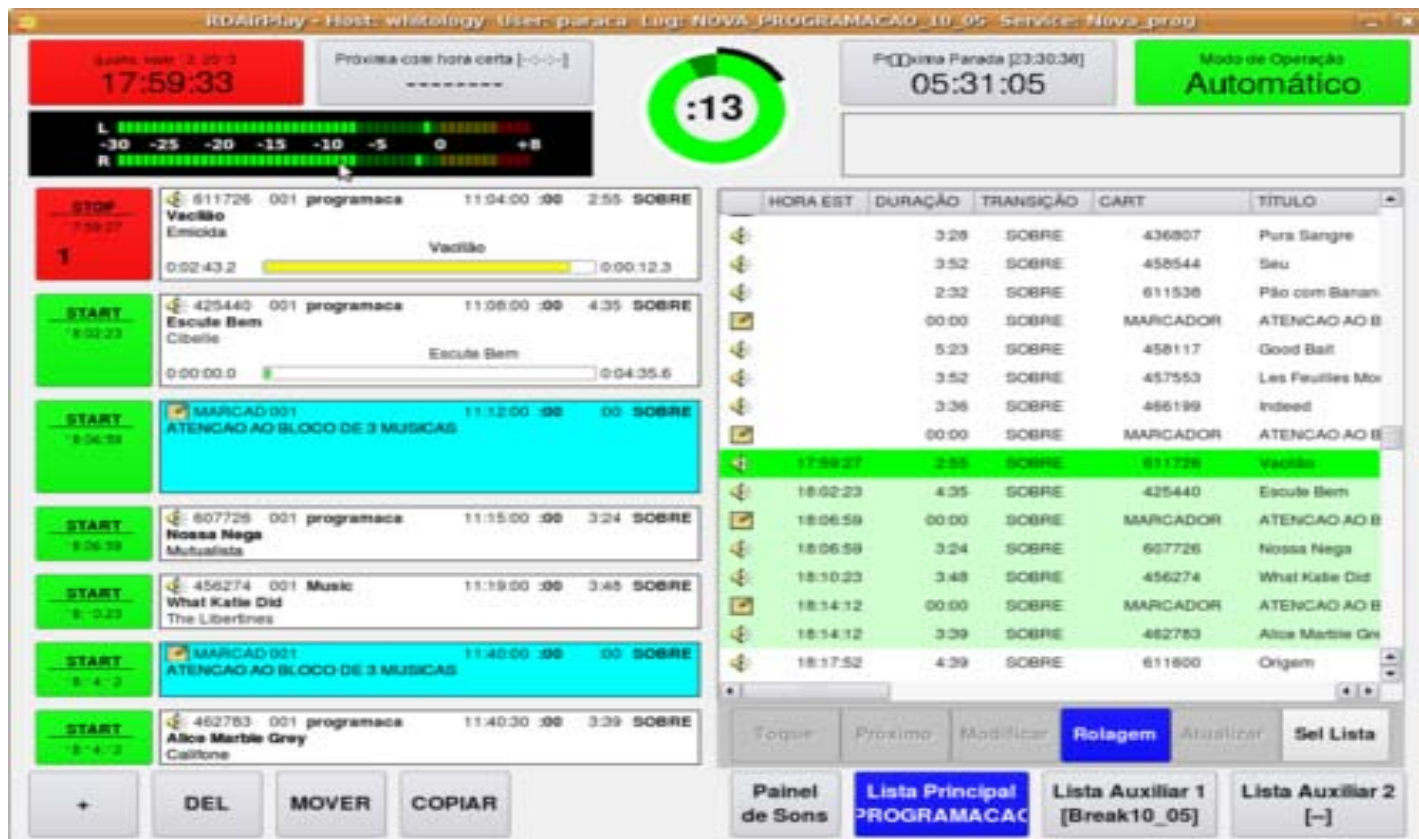 RDAirPlay - Host: whitology User: paraca Log: NOVA_PROGRAMACAO_10_05 Service: Nova_prog
17:59:33
Próxima com hora certa [--:--:--]
--------
:13
Parada [23:30:36]
05:31:05
Modo de Operação
Automático
L
-30 -25 -20 -15 -10 -5 0 +8
R
STOP
1
611726 001 programaca 11:04:00 :00 2:55 SOBRE
Vacilão
Emicida
Vacilão
0:02:43.2 0:00:12.3
START
425440 001 programaca 11:08:00 :00 4:35 SOBRE
Escute Bem
Cibelle
Escute Bem
0:00:00.0 0:04:35.6
START
MARCAD 001 11:12:00 :00 :00 SOBRE
ATENCAO AO BLOCO DE 3 MUSICAS
START
607726 001 programaca 11:15:00 :00 3:24 SOBRE
Nossa Nega
Mutualista
START
456274 001 Music 11:19:00 :00 3:48 SOBRE
What Katie Did
The Libertines
START
MARCAD 001 11:40:00 :00 :00 SOBRE
ATENCAO AO BLOCO DE 3 MUSICAS
START
462783 001 programaca 11:40:30 :00 3:39 SOBRE
Alice Marble Grey
Califone
+ DEL MOVER COPIAR
HORA EST DURAÇÃO TRANSIÇÃO CART TÍTULO
3:28 SOBRE 436807 Pura Sangre
3:52 SOBRE 458544 Seu
2:32 SOBRE 611536 Pão com Banan
00:00 SOBRE MARCADOR ATENCAO AO B
5:23 SOBRE 458117 Good Bait
3:52 SOBRE 457553 Les Feuilles Mor
3:36 SOBRE 466199 Indeed
00:00 SOBRE MARCADOR ATENCAO AO B
17:59:27 2:55 SOBRE 611726 Vacilão
18:02:23 4:35 SOBRE 425440 Escute Bem
18:06:59 00:00 SOBRE MARCADOR ATENCAO AO B
18:06:59 3:24 SOBRE 607726 Nossa Nega
18:10:23 3:48 SOBRE 456274 What Katie Did
18:14:12 00:00 SOBRE MARCADOR ATENCAO AO B
18:14:12 3:39 SOBRE 462783 Alice Marble Gre
18:17:52 4:39 SOBRE 611600 Origem
Toque Próximo Modificar Rolagem Atualizar Sel Lista
Painel de Sons
Lista Principal
PROGRAMACAO
Lista Auxiliar 1
[Break10_05]
Lista Auxiliar 2
[--]